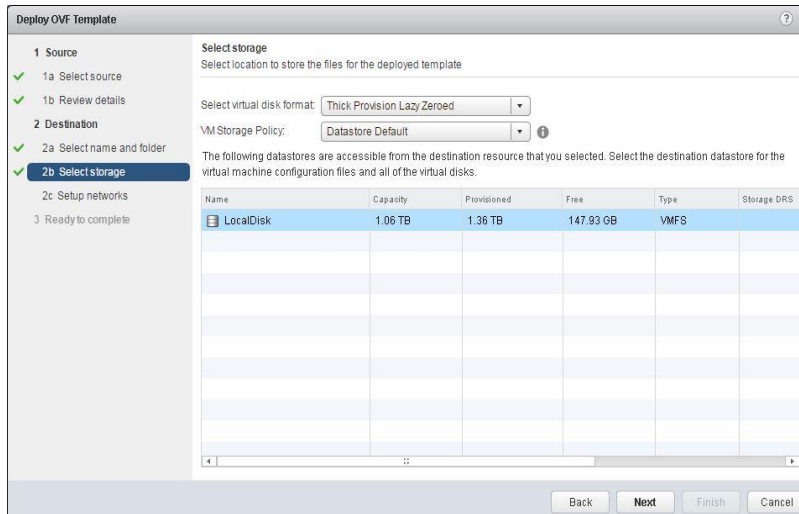 Deploy OVF Template
?
1 Source
1a Select source
1b Review details
2 Destination
2a Select name and folder
2b Select storage
2c Setup networks
3 Ready to complete
Select storage
Select location to store the files for the deployed template
Select virtual disk format: Thick Provision Lazy Zeroed
VM Storage Policy: Datastore Default
The following datastores are accessible from the destination resource that you selected. Select the destination datastore for the
virtual machine configuration files and all of the virtual disks.
Name Capacity Provisioned Free Type Storage DRS
LocalDisk 1.06 TB 1.36 TB 147.93 GB VMFS
Back Next Finish Cancel